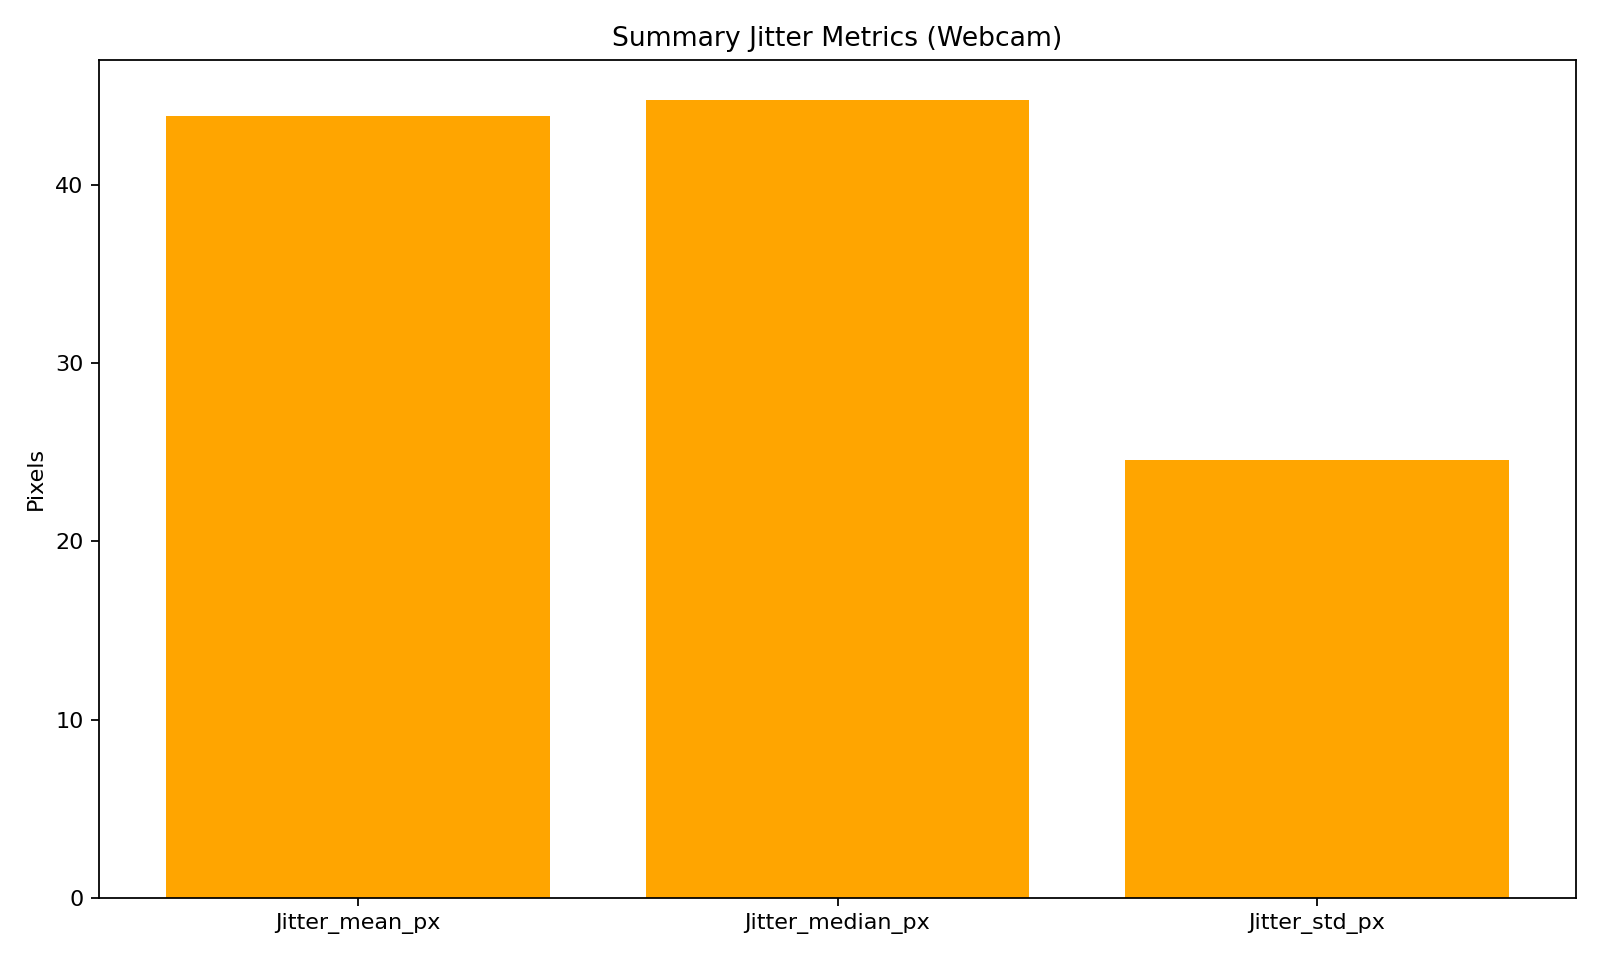 Summary Jitter Metrics (Webcam)
40
30
20
10
0
Pixels
Jitter_mean_px
Jitter_median_px
Jitter_std_px